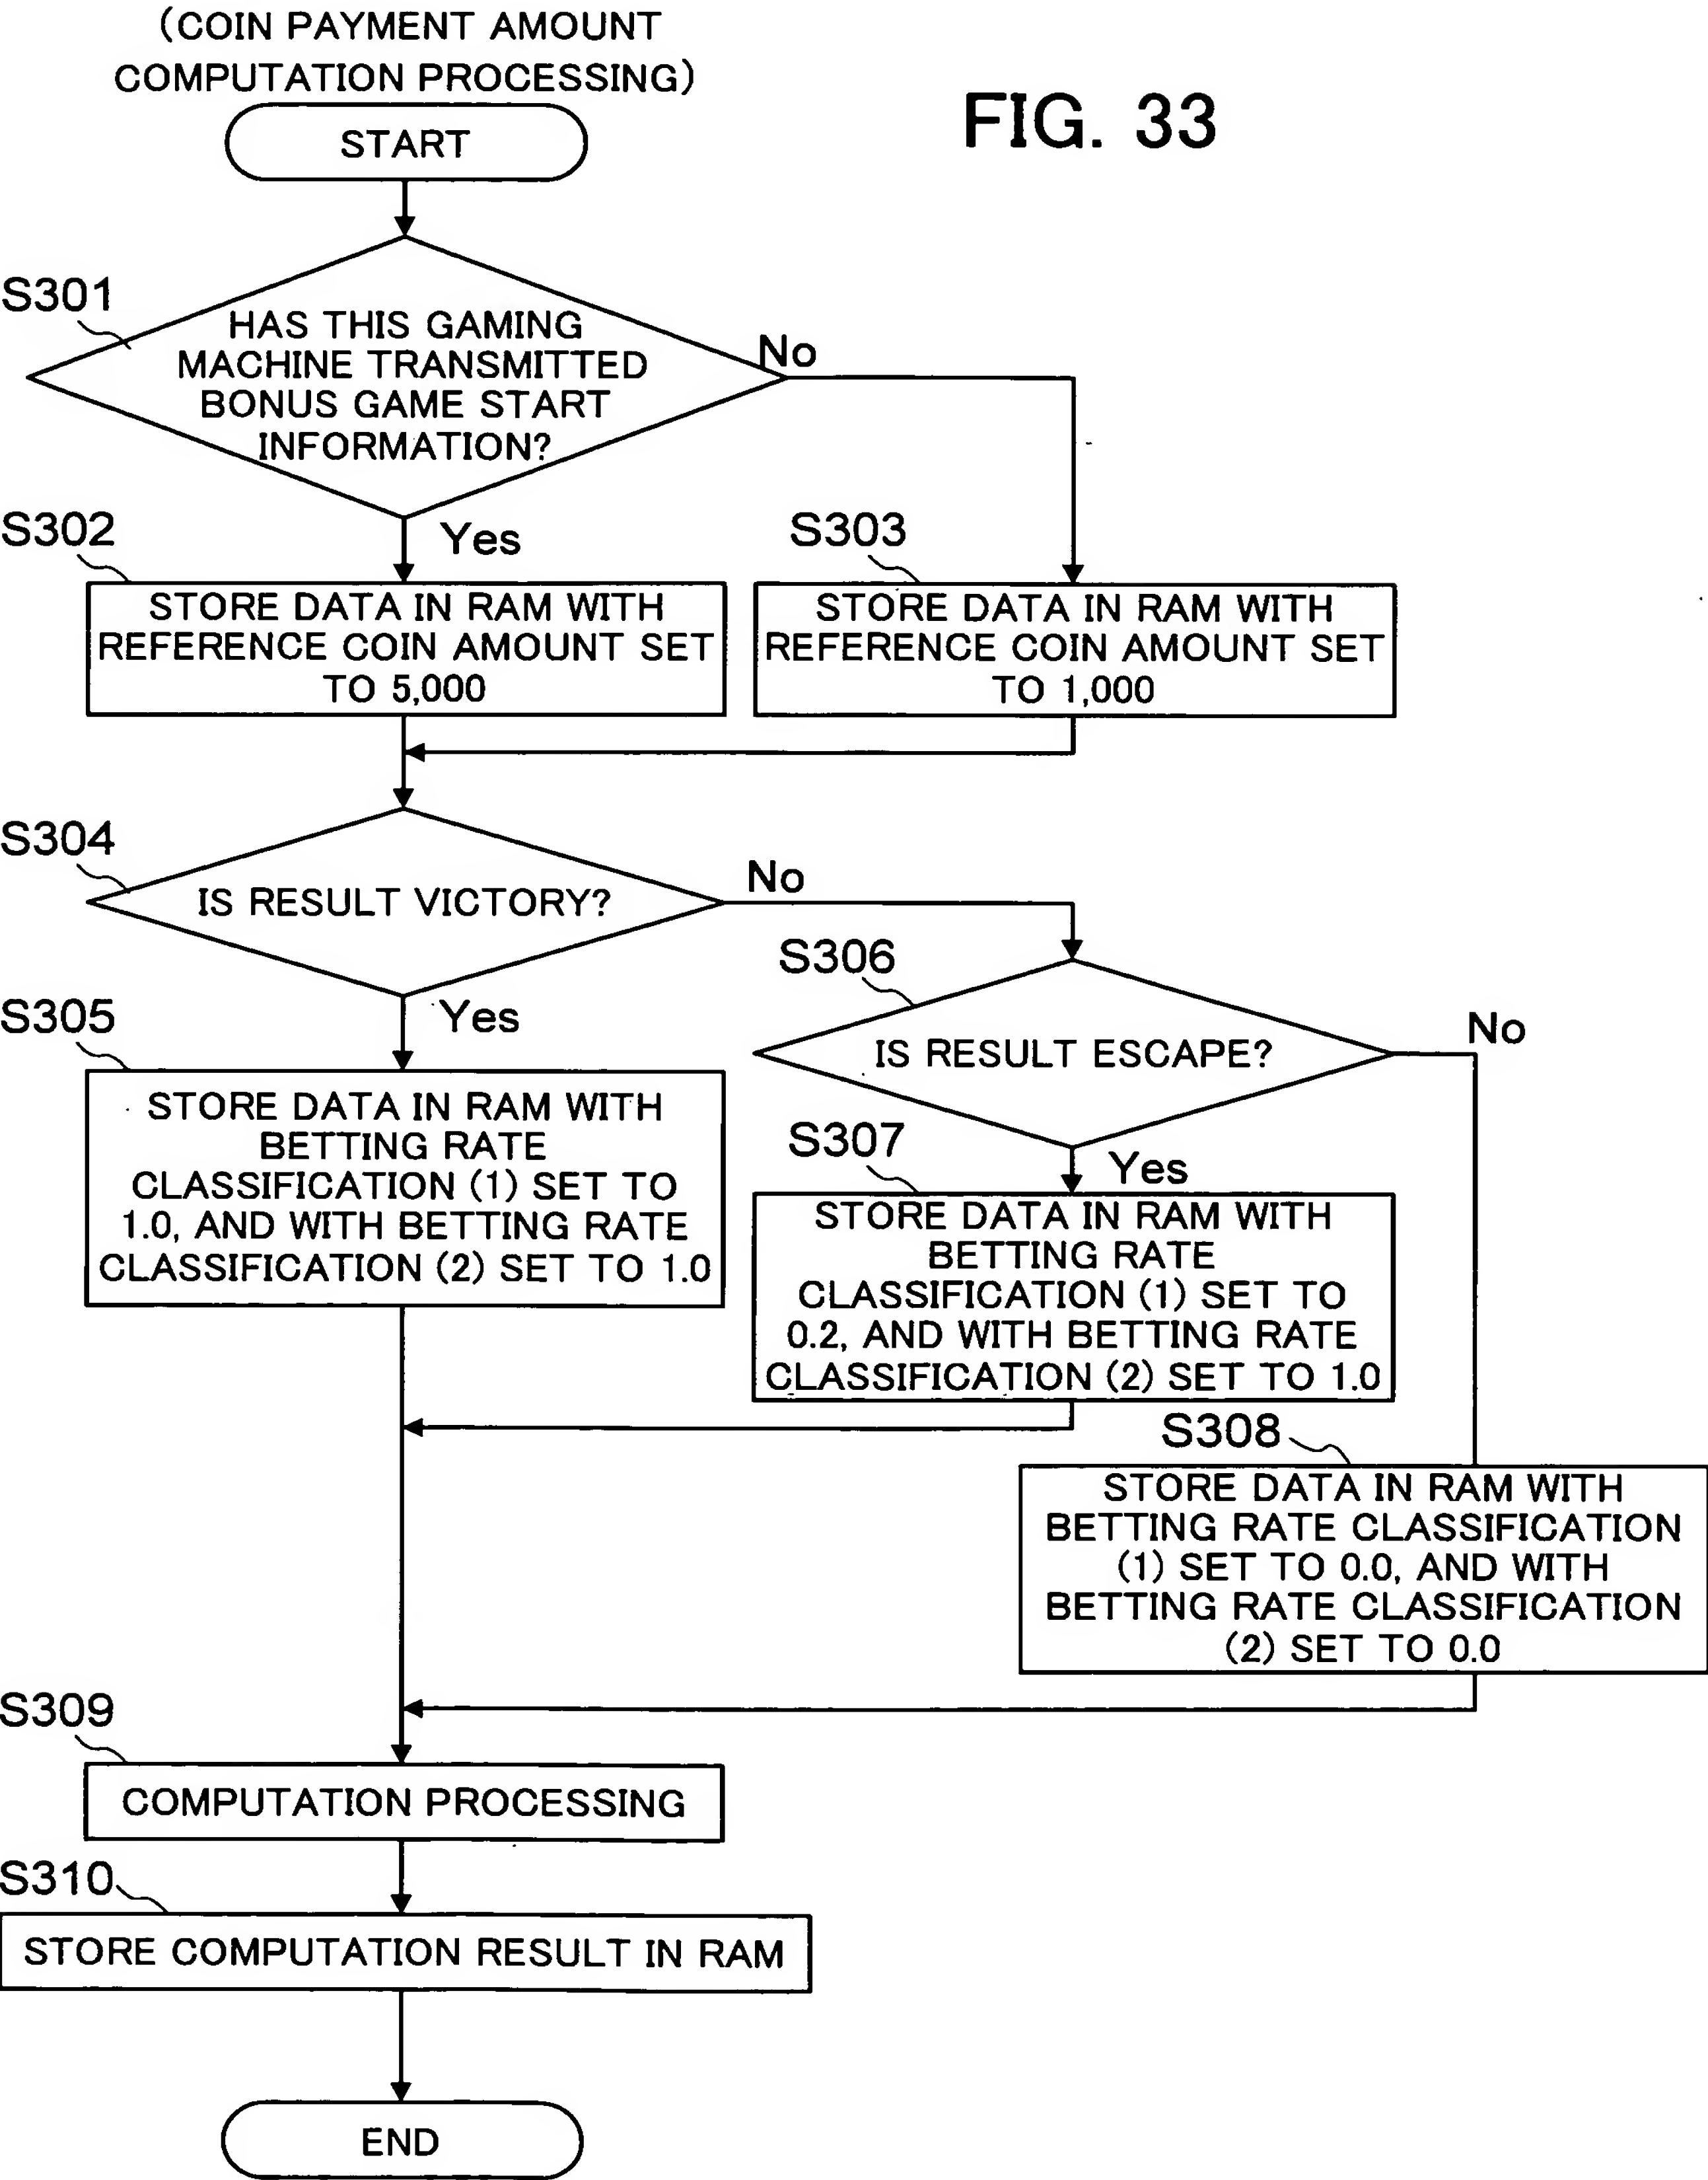 (COIN PAYMENT AMOUNT
COMPUTATION PROCESSING)
FIG. 33
START
S301
HAS THIS GAMING
MACHINE TRANSMITTED
BONUS GAME START
INFORMATION?
No
Yes
S302
STORE DATA IN RAM WITH
REFERENCE COIN AMOUNT SET
TO 5,000
S303
STORE DATA IN RAM WITH
REFERENCE COIN AMOUNT SET
TO 1,000
S304
IS RESULT VICTORY?
No
Yes
S305
STORE DATA IN RAM WITH
BETTING RATE
CLASSIFICATION (1) SET TO
1.0, AND WITH BETTING RATE
CLASSIFICATION (2) SET TO 1.0
S306
IS RESULT ESCAPE?
No
Yes
S307
STORE DATA IN RAM WITH
BETTING RATE
CLASSIFICATION (1) SET TO
0.2, AND WITH BETTING RATE
CLASSIFICATION (2) SET TO 1.0
S308
STORE DATA IN RAM WITH
BETTING RATE CLASSIFICATION
(1) SET TO 0.0, AND WITH
BETTING RATE CLASSIFICATION
(2) SET TO 0.0
S309
COMPUTATION PROCESSING
S310
STORE COMPUTATION RESULT IN RAM
END